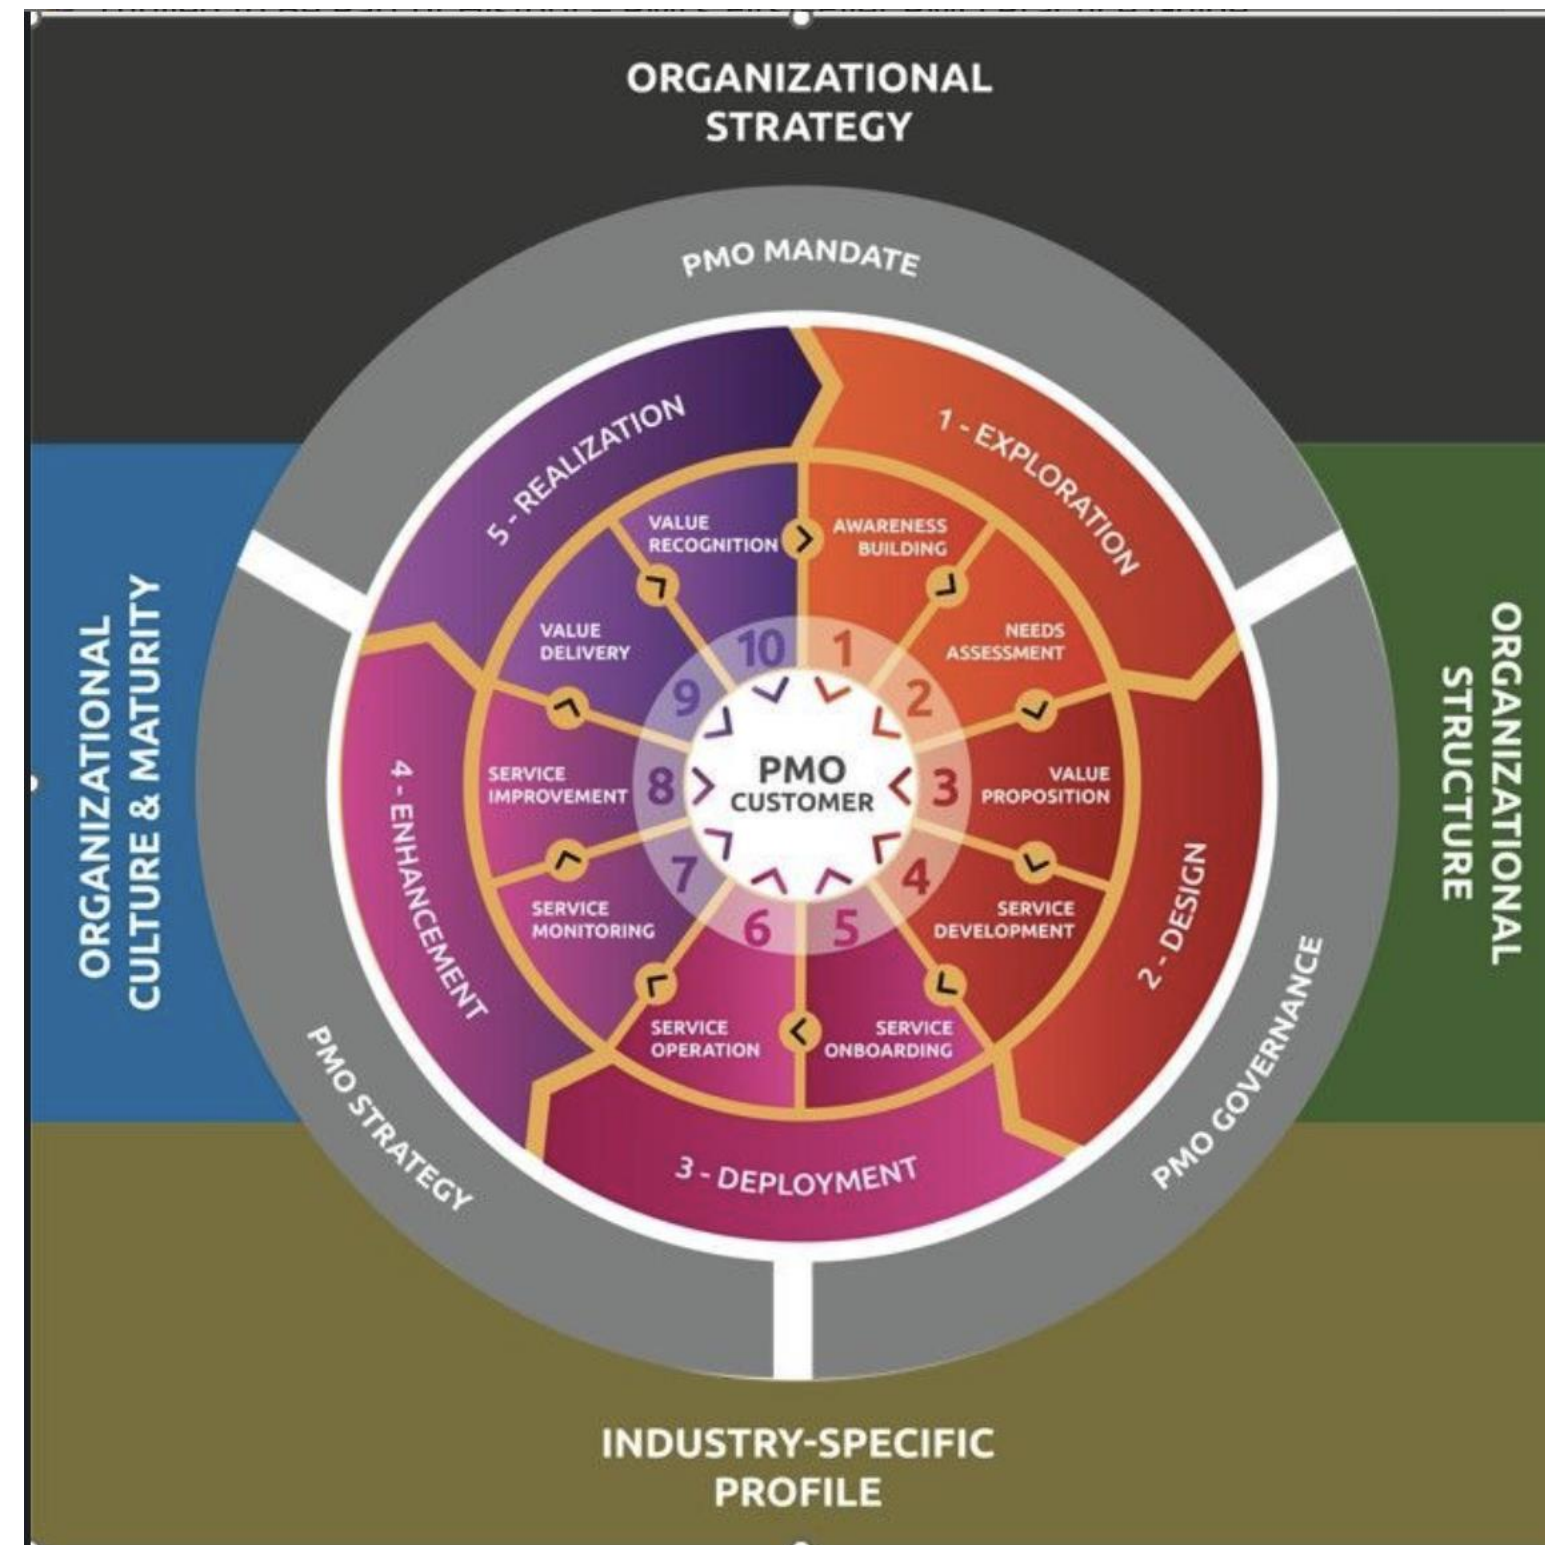 ORGANIZATIONAL
STRATEGY
PMO MANDATE
5 - REALIZATION
1 - EXPLORATION
VALUE
RECOGNITION
AWARENESS
BUILDING
VALUE
DELIVERY
10
1
NEEDS
ASSESSMENT
9
2
ORGANIZATIONAL
CULTURE & MATURITY
ORGANIZATIONAL
STRUCTURE
4 - ENHANCEMENT
SERVICE
IMPROVEMENT
8
PMO
CUSTOMER
3
VALUE
PROPOSITION
7
4
SERVICE
MONITORING
6
5
SERVICE
DEVELOPMENT
2 - DESIGN
SERVICE
OPERATION
SERVICE
ONBOARDING
PMO STRATEGY
3 - DEPLOYMENT
PMO GOVERNANCE
INDUSTRY-SPECIFIC
PROFILE